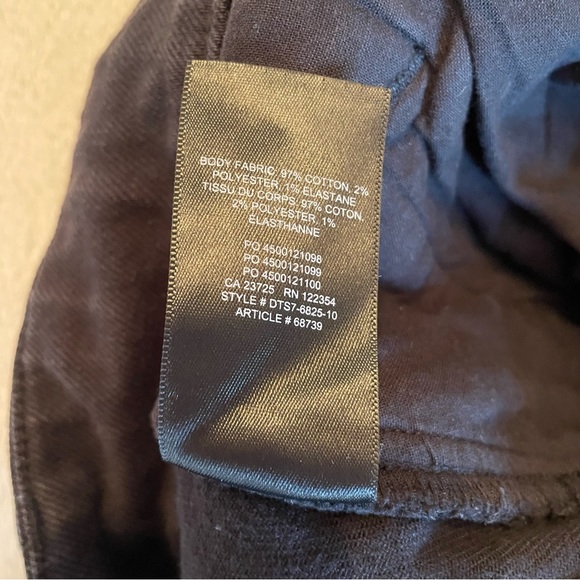 BODY FABRIC: 97% COTTON, 2%
POLYESTER, 1% ELASTANE
TISSU DU CORPS: 97% COTON,
2% POLYESTER, 1%
ELASTHANNE
PO 4500121098
PO 4500121099
PO 4500121100
CA 23725 RN 122354
STYLE # DTS7-6825-10
ARTICLE # 68739